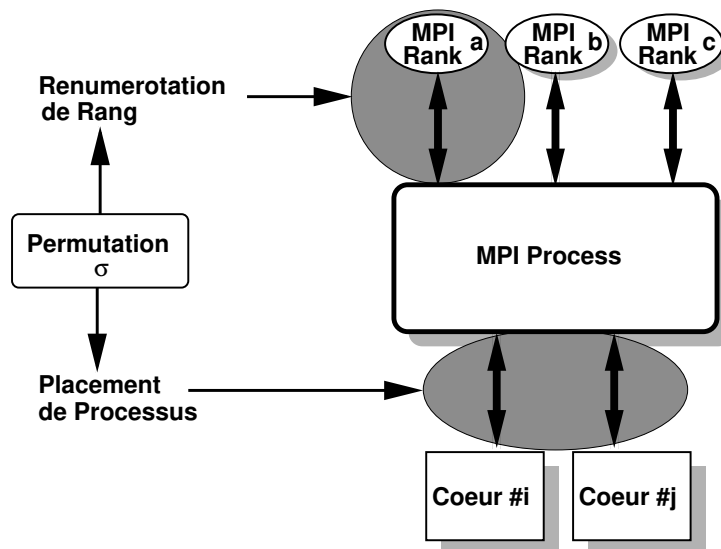 MPI
Rank a
MPI
Rank b
MPI
Rank c
Renumerotation
de Rang
Permutation
σ
MPI Process
Placement
de Processus
Coeur #i
Coeur #j